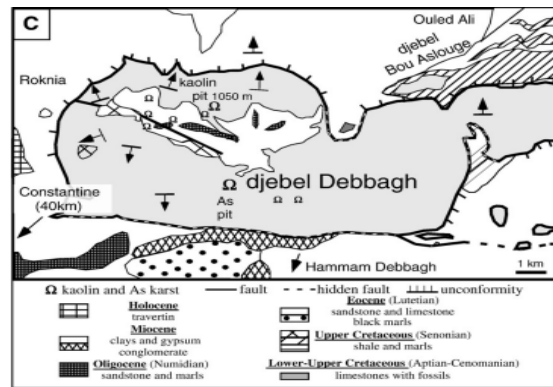 C
Ouled Ali
djebel
Bou Aslouge
Roknia
kaolin
pit 1050 m
Ω
Constantine
(40km)
Ω djebel Debbagh
As
pit
Ω Ω
Hammam Debbagh
1 km
Ω kaolin and As karst
fault
hidden fault
unconformity
Holocene
travertin
Miocene
clays and gypsum
conglomerate
Oligocene (Numidian)
sandstone and marls
Eocene (Lutetian)
sandstone and limestone
black marls
Upper Cretaceous (Senonian)
shale and marls
Lower-Upper Cretaceous (Aptian-Cenomanian)
limestones with fossils